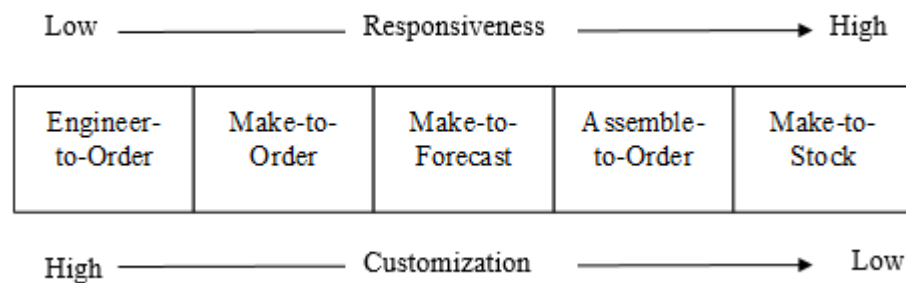 Low Responsiveness High
Engineer- Make-to- Make-to- Assemble- Make-to-
to-Order Order Forecast to-Order Stock
High Customization Low